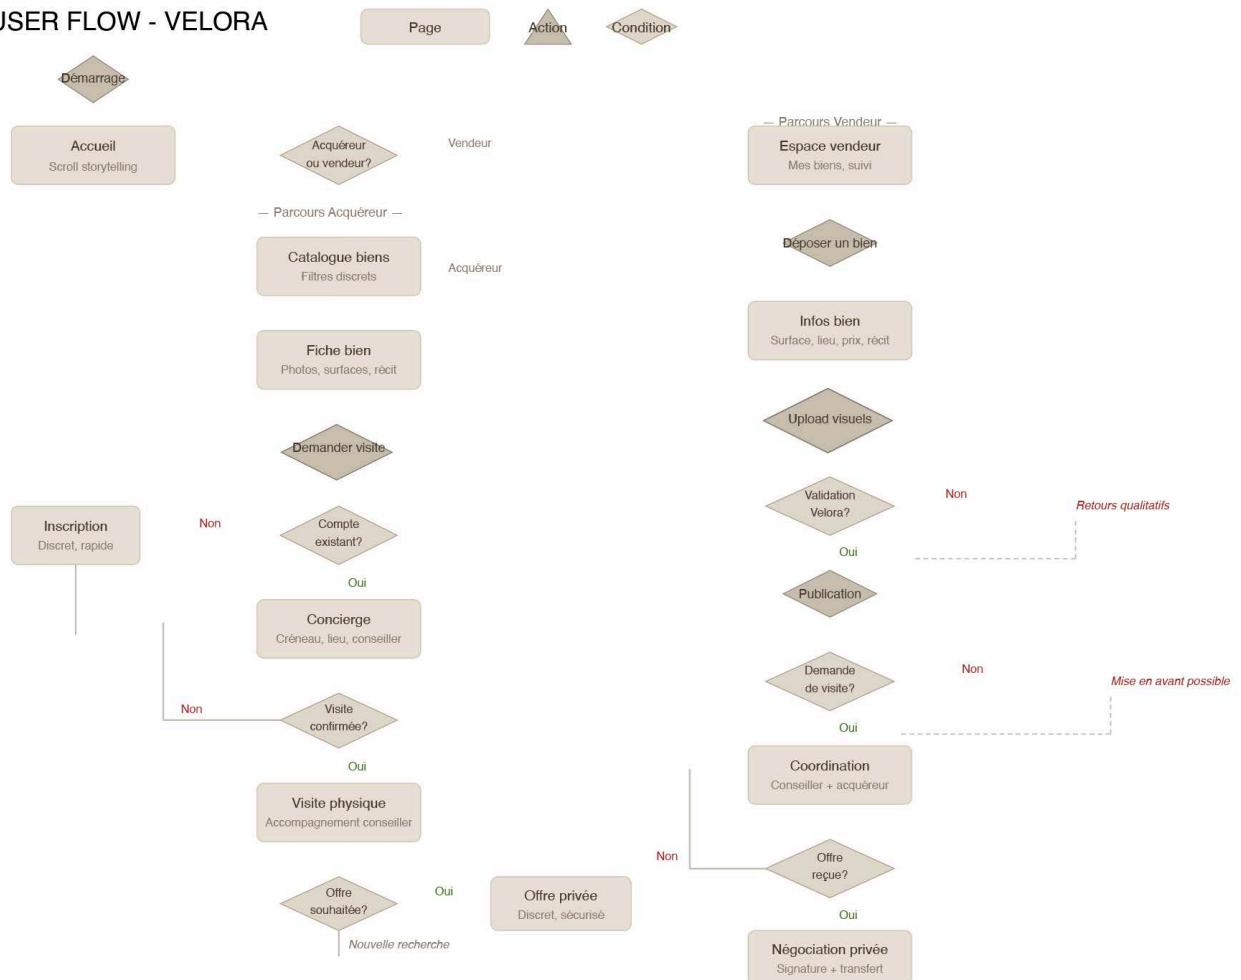 USER FLOW - VELORA
Page
Action
Condition
Démarrage
Accueil
Scroll storytelling
Acquéreur
ou vendeur?
Vendeur
— Parcours Acquéreur —
Catalogue biens
Filtres discrets
Acquéreur
Fiche bien
Photos, surfaces, récit
Demander visite
Inscription
Discret, rapide
Non
Compte
existant?
Oui
Concierge
Créneau, lieu, conseiller
Non
Visite
confirmée?
Oui
Visite physique
Accompagnement conseiller
Offre
souhaitée?
Oui
Offre privée
Discret, sécurisé
Nouvelle recherche
— Parcours Vendeur —
Espace vendeur
Mes biens, suivi
Déposer un bien
Infos bien
Surface, lieu, prix, récit
Upload visuels
Validation
Velora?
Non
Retours qualitatifs
Oui
Publication
Demande
de visite?
Non
Mise en avant possible
Oui
Coordination
Conseiller + acquéreur
Non
Offre
reçue?
Oui
Négociation privée
Signature + transfert